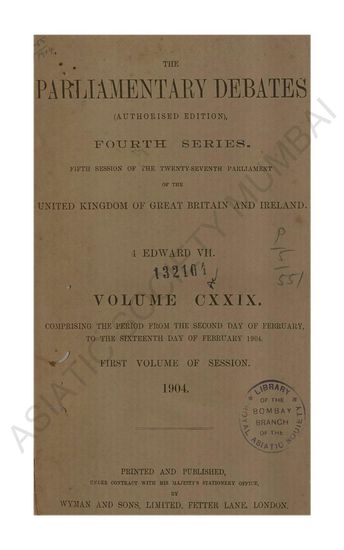 THE
PARLIAMENTARY DEBATES
(AUTHORISED EDITION),
FOURTH SERIES.
FIFTH SESSION OF THE TWENTY-SEVENTH PARLIAMENT
OF THE
UNITED KINGDOM OF GREAT BRITAIN AND IRELAND.
4 EDWARD VII.
132104
P
5
551
VOLUME CXXIX.
COMPRISING THE PERIOD FROM THE SECOND DAY OF FEBRUARY,
TO THE SIXTEENTH DAY OF FEBRUARY 1904.
FIRST VOLUME OF SESSION.
1904.
LIBRARY
OF THE
BOMBAY
BRANCH
OF THE
ROYAL ASIATIC SOCIETY
PRINTED AND PUBLISHED,
UNDER CONTRACT WITH HIS MAJESTY'S STATIONERY OFFICE,
BY
WYMAN AND SONS, LIMITED, FETTER LANE, LONDON.
ASIATIC SOCIETY MUMBAI